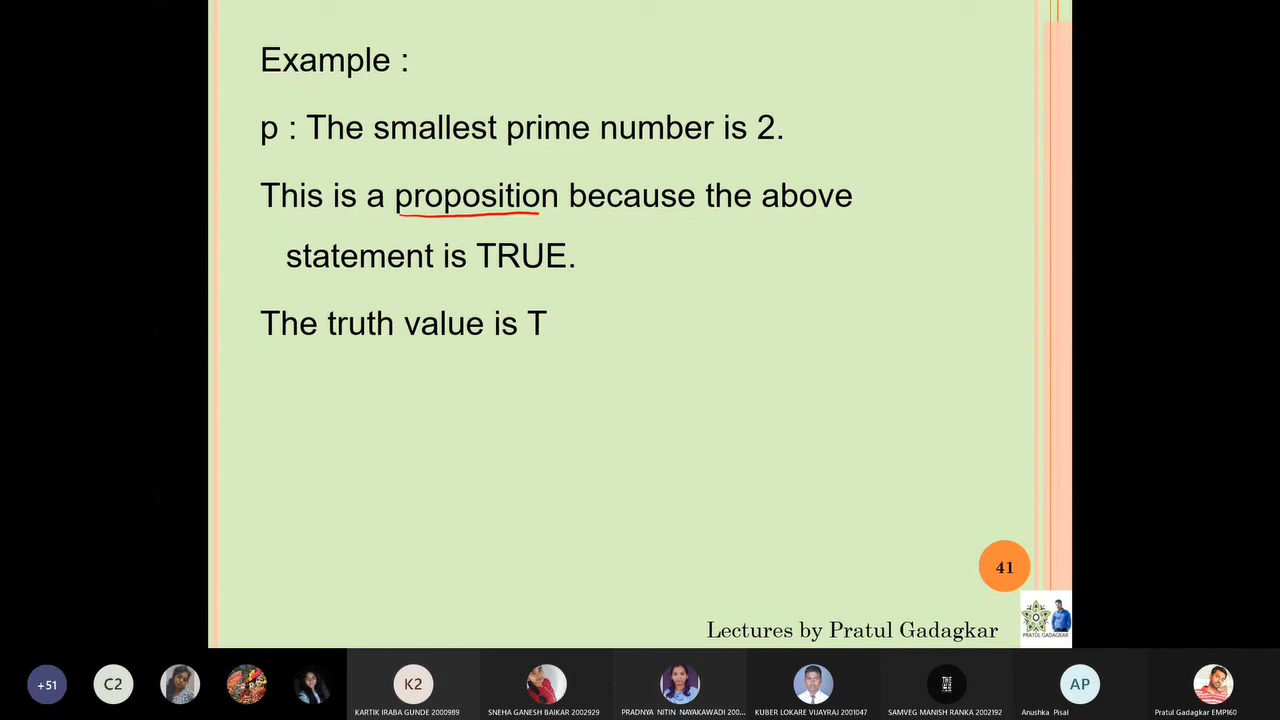 Example :
p : The smallest prime number is 2.
This is a proposition because the above
statement is TRUE.
The truth value is T
41
Lectures by Pratul Gadagkar
PRATUL GADAGKAR
+51
C2
K2
AP
KARTIK IRABA GUNDE 2000989
SNEHA GANESH BAIKAR 2002929
PRADNYA NITIN NAYAKAWADI 200...
KUBER LOKARE VIJAYRAJ 2001047
SAMVEG MANISH RANKA 2002192
Anushka Pisal
Pratul Gadagkar EMP160